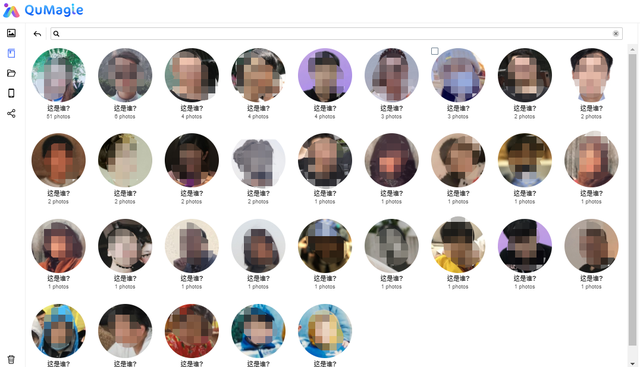 QuMagie
这是谁? 这是谁? 这是谁? 这是谁? 这是谁? 这是谁? 这是谁? 这是谁? 这是谁?
51 photos 6 photos 4 photos 4 photos 4 photos 3 photos 3 photos 2 photos 2 photos
这是谁? 这是谁? 这是谁? 这是谁? 这是谁? 这是谁? 这是谁? 这是谁? 这是谁?
2 photos 2 photos 2 photos 2 photos 1 photos 1 photos 1 photos 1 photos 1 photos
这是谁? 这是谁? 这是谁? 这是谁? 这是谁? 这是谁? 这是谁? 这是谁? 这是谁?
1 photos 1 photos 1 photos 1 photos 1 photos 1 photos 1 photos 1 photos 1 photos
这是谁? 这是谁? 这是谁? 这是谁? 这是谁?